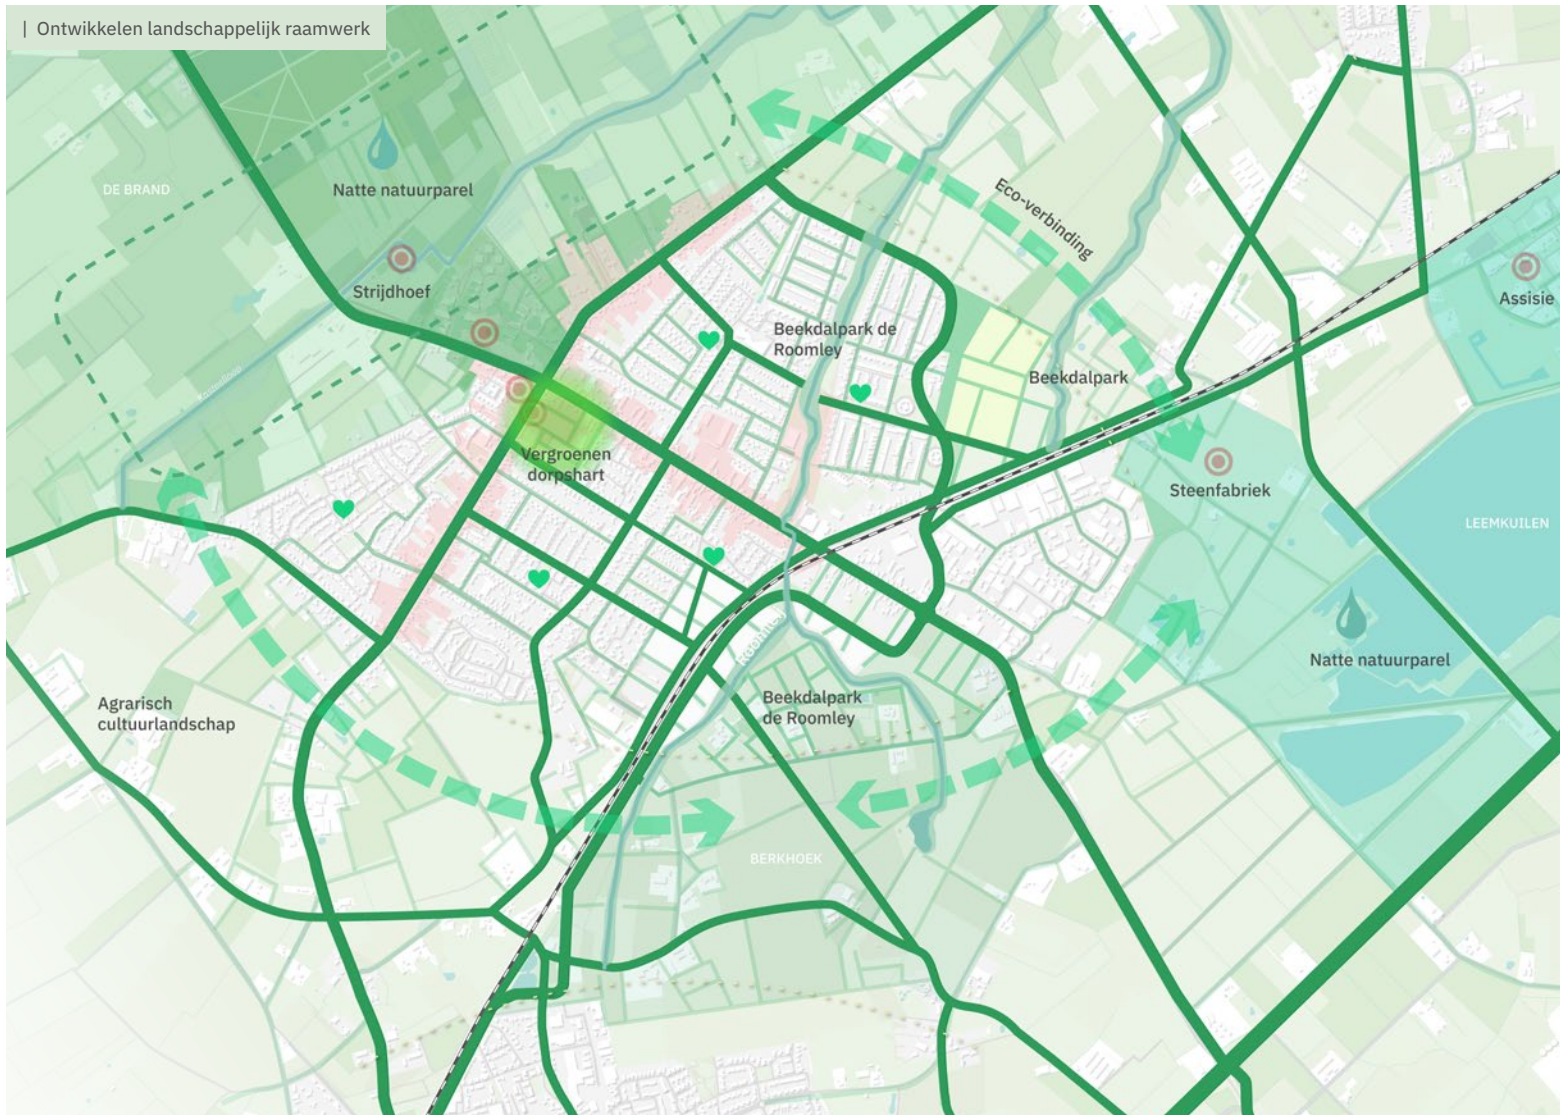 | Ontwikkelen landschappelijk raamwerk
DE BRAND
Natte natuurparel
Eco-verbinding
Strijdhoef
Assisie
Beekdalpark de
Roomley
Beekdalpark
Vergroenen
dorpshart
Steenfabriek
LEEMKUILEN
Natte natuurparel
Agrarisch
cultuurlandschap
Beekdalpark
de Roomley
BERKHOEK